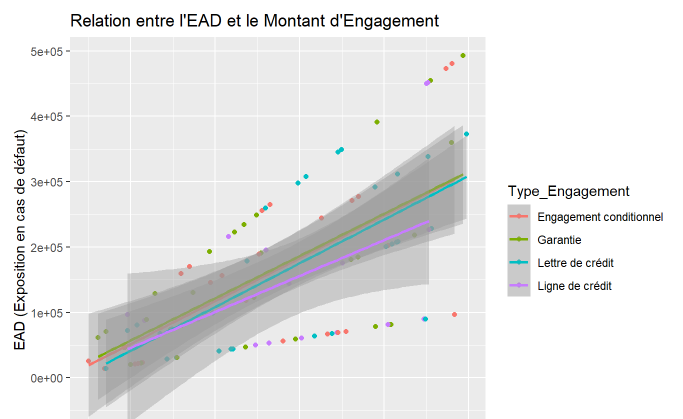 Relation entre l'EAD et le Montant d'Engagement
EAD (Exposition en cas de défaut)
5e+05
4e+05
3e+05
2e+05
1e+05
0e+00
Type_Engagement
Engagement conditionnel
Garantie
Lettre de crédit
Ligne de crédit